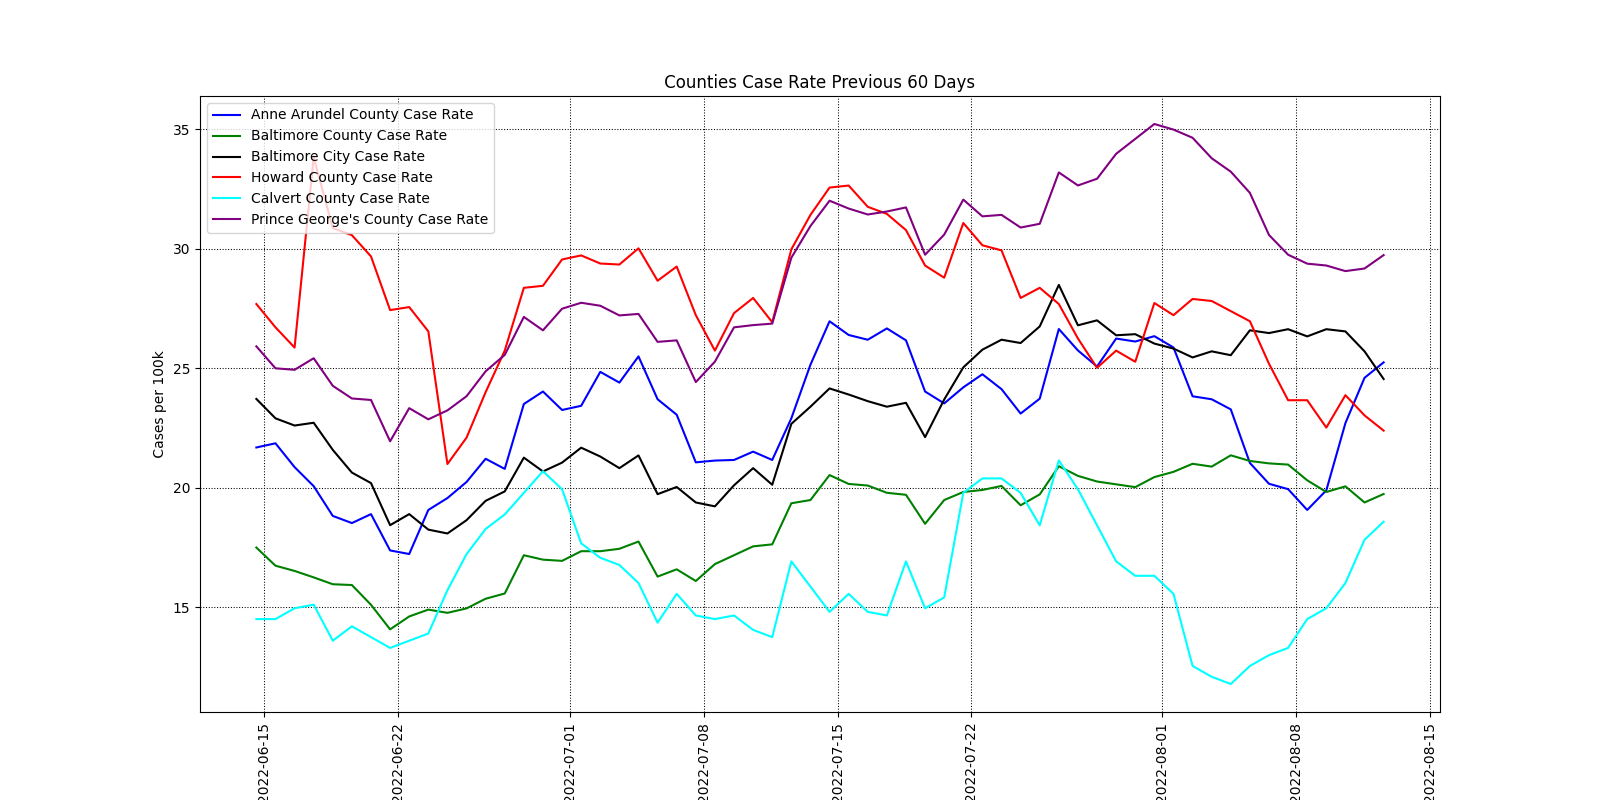 Counties Case Rate Previous 60 Days
Anne Arundel County Case Rate
Baltimore County Case Rate
Baltimore City Case Rate
Howard County Case Rate
Calvert County Case Rate
Prince George's County Case Rate
Cases per 100k
35
30
25
20
15
2022-06-15
2022-06-22
2022-07-01
2022-07-08
2022-07-15
2022-07-22
2022-08-01
2022-08-08
2022-08-15